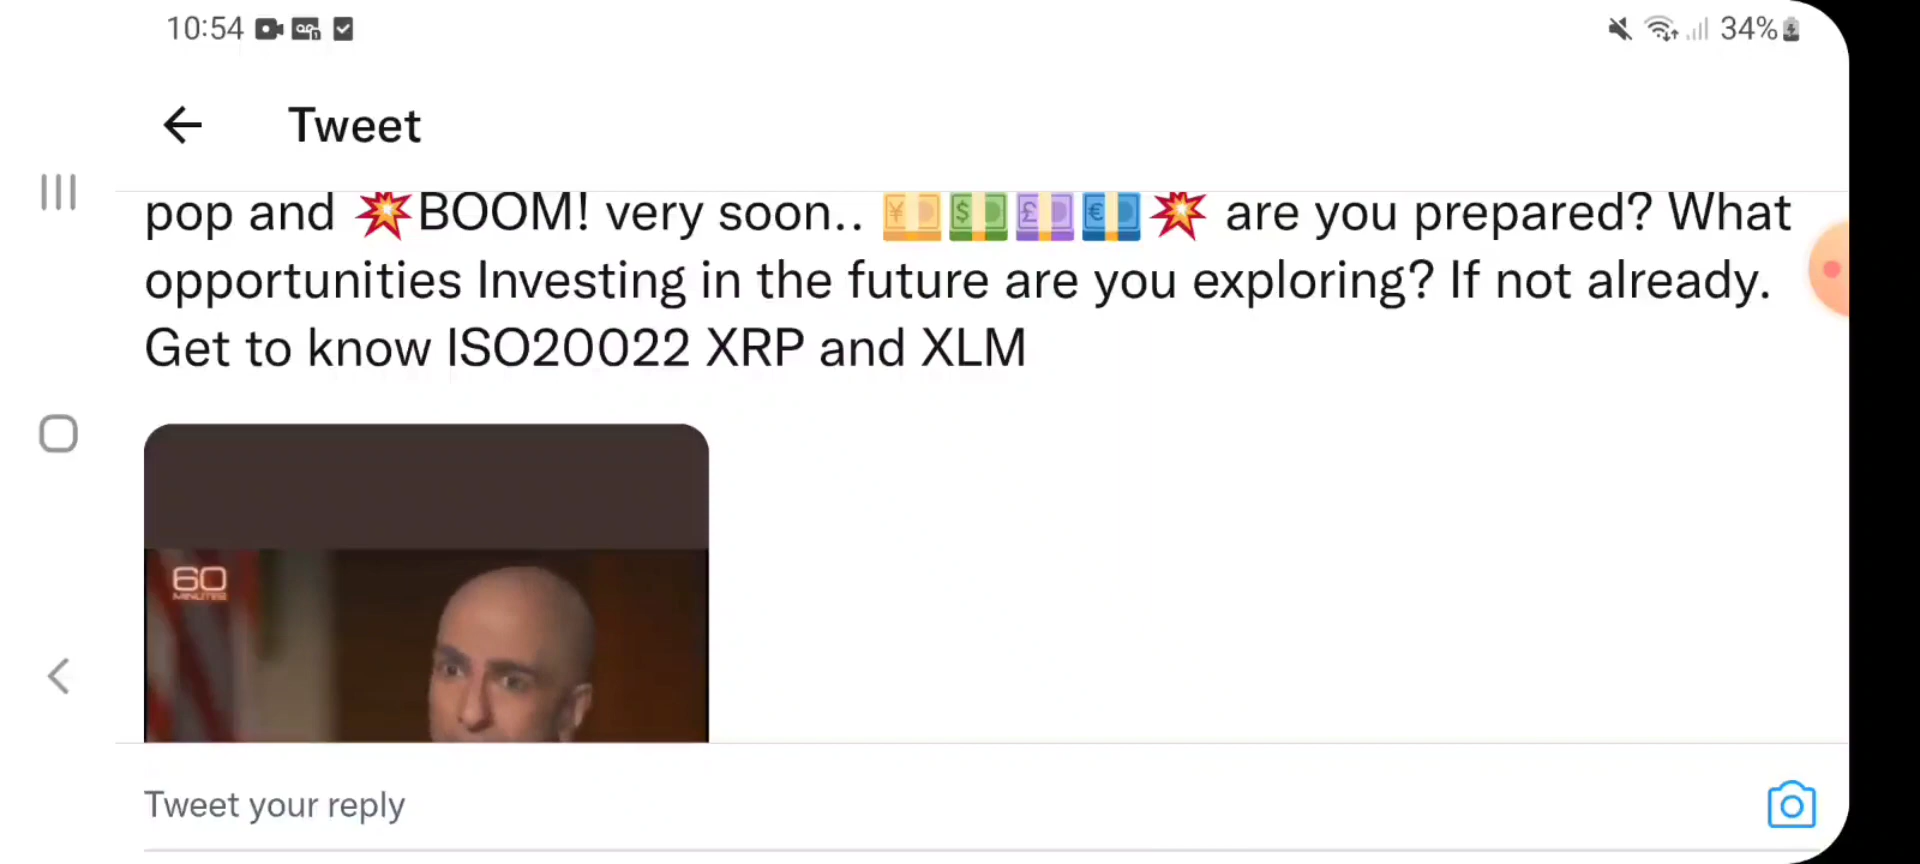 10:54
34%
Tweet
pop and 💥BOOM! very soon.. 💴💵💷💶💥 are you prepared? What
opportunities Investing in the future are you exploring? If not already.
Get to know ISO20022 XRP and XLM
60
MINUTES
Tweet your reply